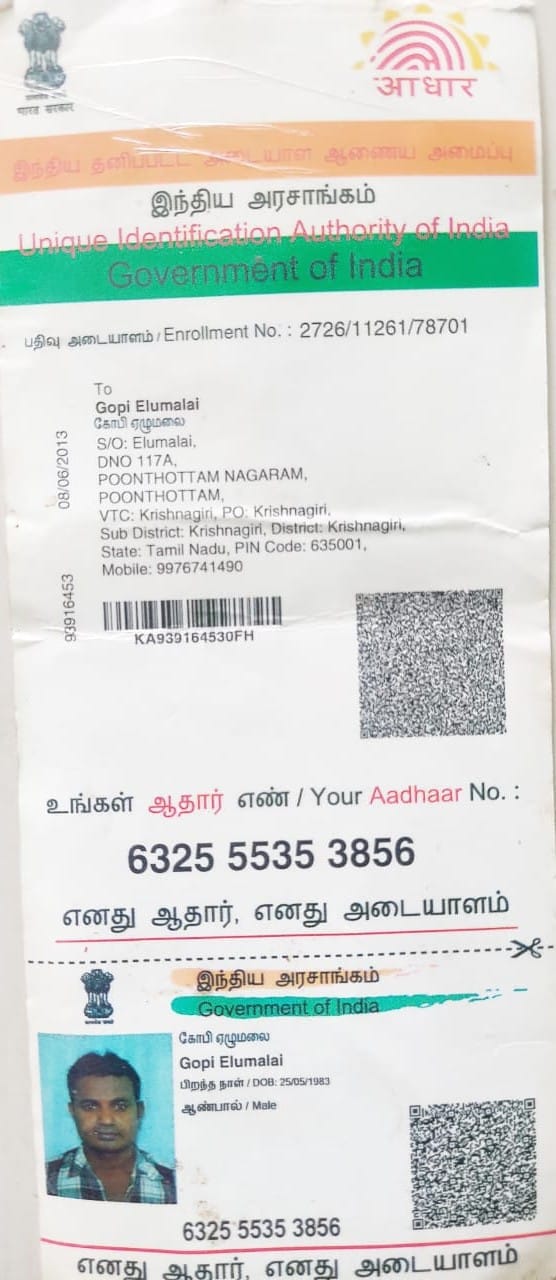 भारत सरकार
आधार
இந்திய தனிப்பட்ட அடையாள ஆணைய அமைப்பு
இந்திய அரசாங்கம்
Unique Identification Authority of India
Government of India
பதிவு அடையாளம் / Enrollment No. : 2726/11261/78701
To
Gopi Elumalai
கோபி ஏழுமலை
S/O: Elumalai,
DNO 117A,
POONTHOTTAM NAGARAM,
POONTHOTTAM,
VTC: Krishnagiri, PO: Krishnagiri,
Sub District: Krishnagiri, District: Krishnagiri,
State: Tamil Nadu, PIN Code: 635001,
Mobile: 9976741490
08/06/2013
93916453
KA939164530FH
உங்கள் ஆதார் எண் / Your Aadhaar No. :
6325 5535 3856
எனது ஆதார், எனது அடையாளம்
இந்திய அரசாங்கம்
Government of India
கோபி ஏழுமலை
Gopi Elumalai
பிறந்த நாள் / DOB: 25/05/1983
ஆண்பால் / Male
6325 5535 3856
எனது ஆதார், எனது அடையாளம்